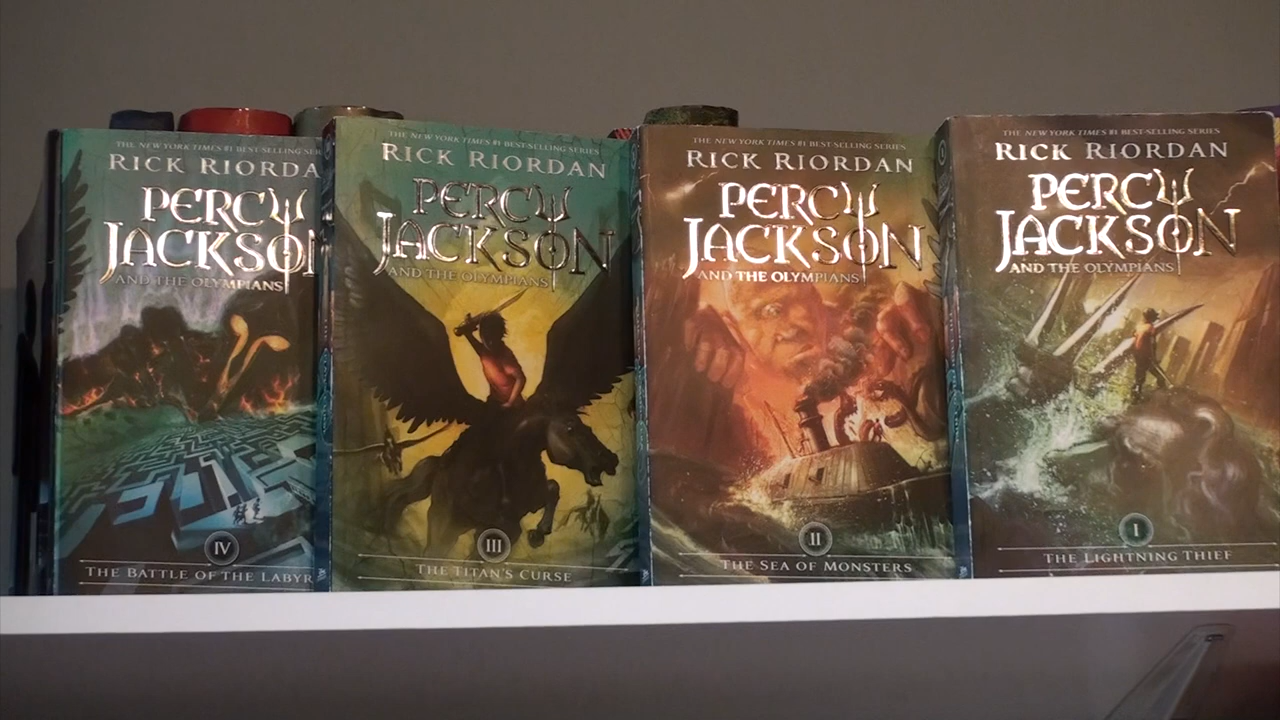 THE NEW YORK TIMES #1 BEST-SELLING SER
RICK RIORDA
PERCY
JACKSON
AND THE OLYMPIANS
IV
THE BATTLE OF THE LABYR
THE NEW YORK TIMES #1 BEST-SELLING SERIES
RICK RIORDAN
PERCY
JACKSON
AND THE OLYMPIANS
III
THE TITAN'S CURSE
THE NEW YORK TIMES #1 BEST-SELLING SERIES
RICK RIORDAN
PERCY
JACKSON
AND THE OLYMPIANS
II
THE SEA OF MONSTERS
THE NEW YORK TIMES #1 BEST-SELLING SERIES
RICK RIORDAN
PERCY
JACKSON
AND THE OLYMPIANS
I
THE LIGHTNING THIEF